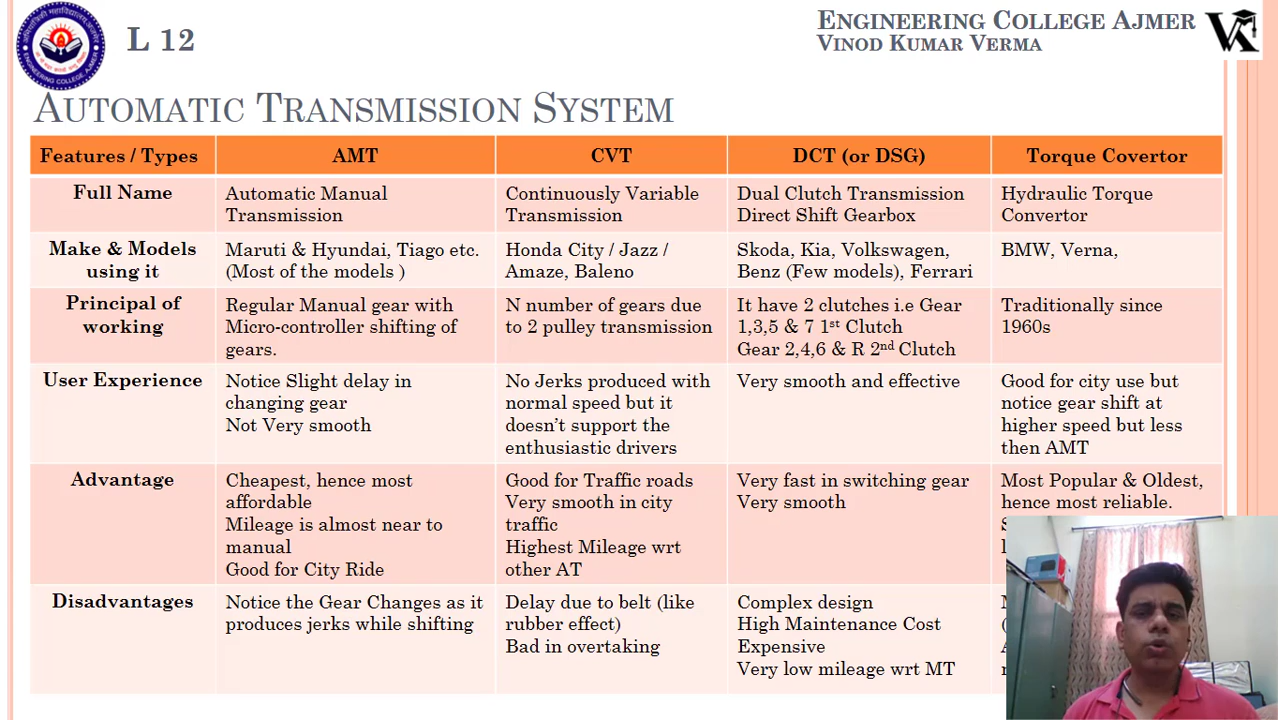 L 12
ENGINEERING COLLEGE AJMER
VINOD KUMAR VERMA
AUTOMATIC TRANSMISSION SYSTEM
Features / Types
AMT
CVT
DCT (or DSG)
Torque Covertor
Full Name
Automatic Manual
Transmission
Continuously Variable
Transmission
Dual Clutch Transmission
Direct Shift Gearbox
Hydraulic Torque
Convertor
Make & Models
using it
Maruti & Hyundai, Tiago etc.
(Most of the models )
Honda City / Jazz /
Amaze, Baleno
Skoda, Kia, Volkswagen,
Benz (Few models), Ferrari
BMW, Verna,
Principal of
working
Regular Manual gear with
Micro-controller shifting of
gears.
N number of gears due
to 2 pulley transmission
It have 2 clutches i.e Gear
1,3,5 & 7 1st Clutch
Gear 2,4,6 & R 2nd Clutch
Traditionally since
1960s
User Experience
Notice Slight delay in
changing gear
Not Very smooth
No Jerks produced with
normal speed but it
doesn't support the
enthusiastic drivers
Very smooth and effective
Good for city use but
notice gear shift at
higher speed but less
then AMT
Advantage
Cheapest, hence most
affordable
Mileage is almost near to
manual
Good for City Ride
Good for Traffic roads
Very smooth in city
traffic
Highest Mileage wrt
other AT
Very fast in switching gear
Very smooth
Most Popular & Oldest,
hence most reliable.
Disadvantages
Notice the Gear Changes as it
produces jerks while shifting
Delay due to belt (like
rubber effect)
Bad in overtaking
Complex design
High Maintenance Cost
Expensive
Very low mileage wrt MT